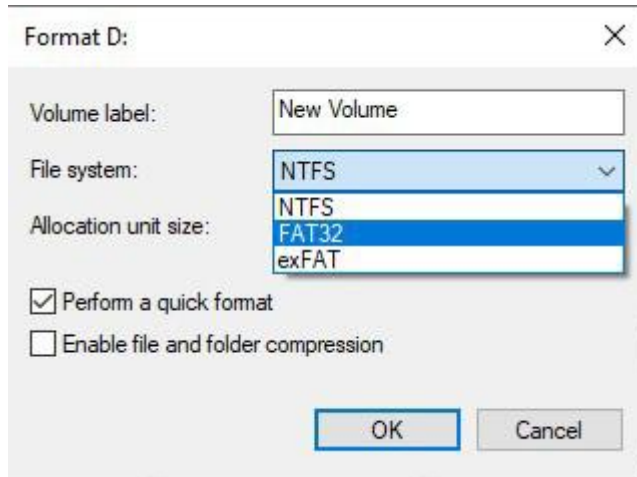 Format D:
Volume label: New Volume
File system: NTFS
NTFS
Allocation unit size: FAT32
exFAT
Perform a quick format
Enable file and folder compression
OK Cancel